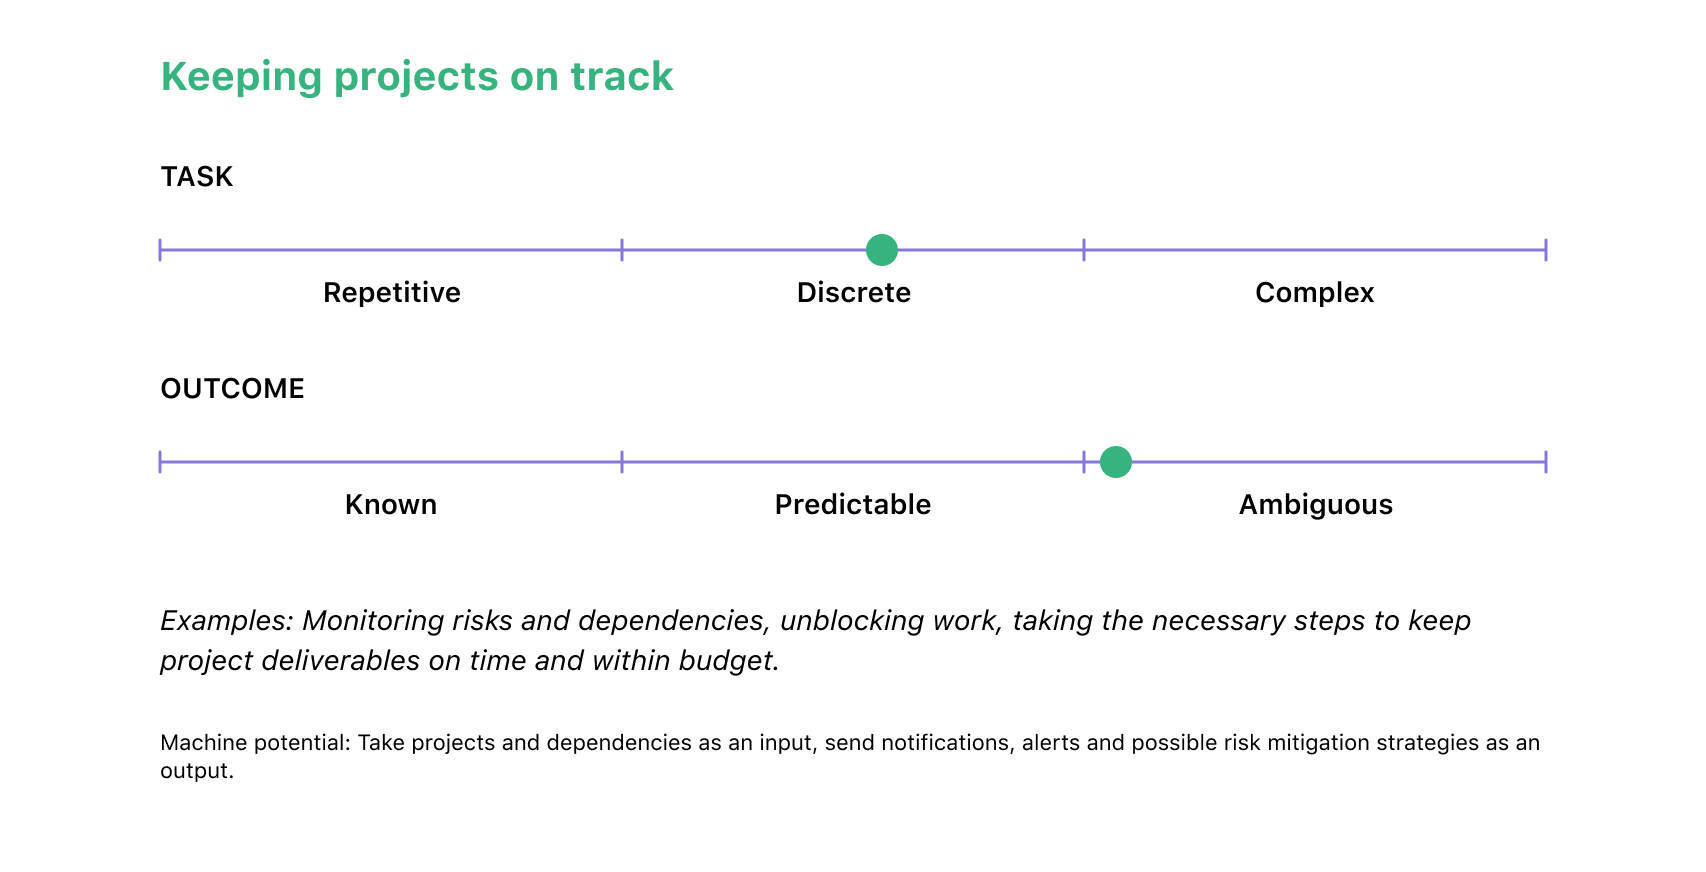 Keeping projects on track
TASK
Repetitive Discrete Complex
OUTCOME
Known Predictable Ambiguous
Examples: Monitoring risks and dependencies, unblocking work, taking the necessary steps to keep
project deliverables on time and within budget.
Machine potential: Take projects and dependencies as an input, send notifications, alerts and possible risk mitigation strategies as an
output.